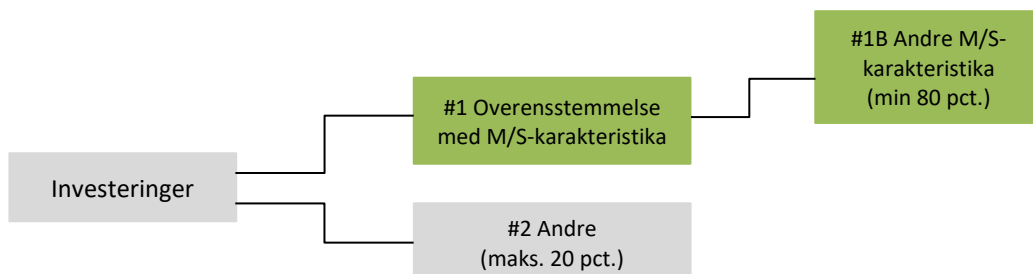 #1B Andre M/S-
karakteristika
(min 80 pct.)
#1 Overensstemmelse
med M/S-karakteristika
Investeringer
#2 Andre
(maks. 20 pct.)